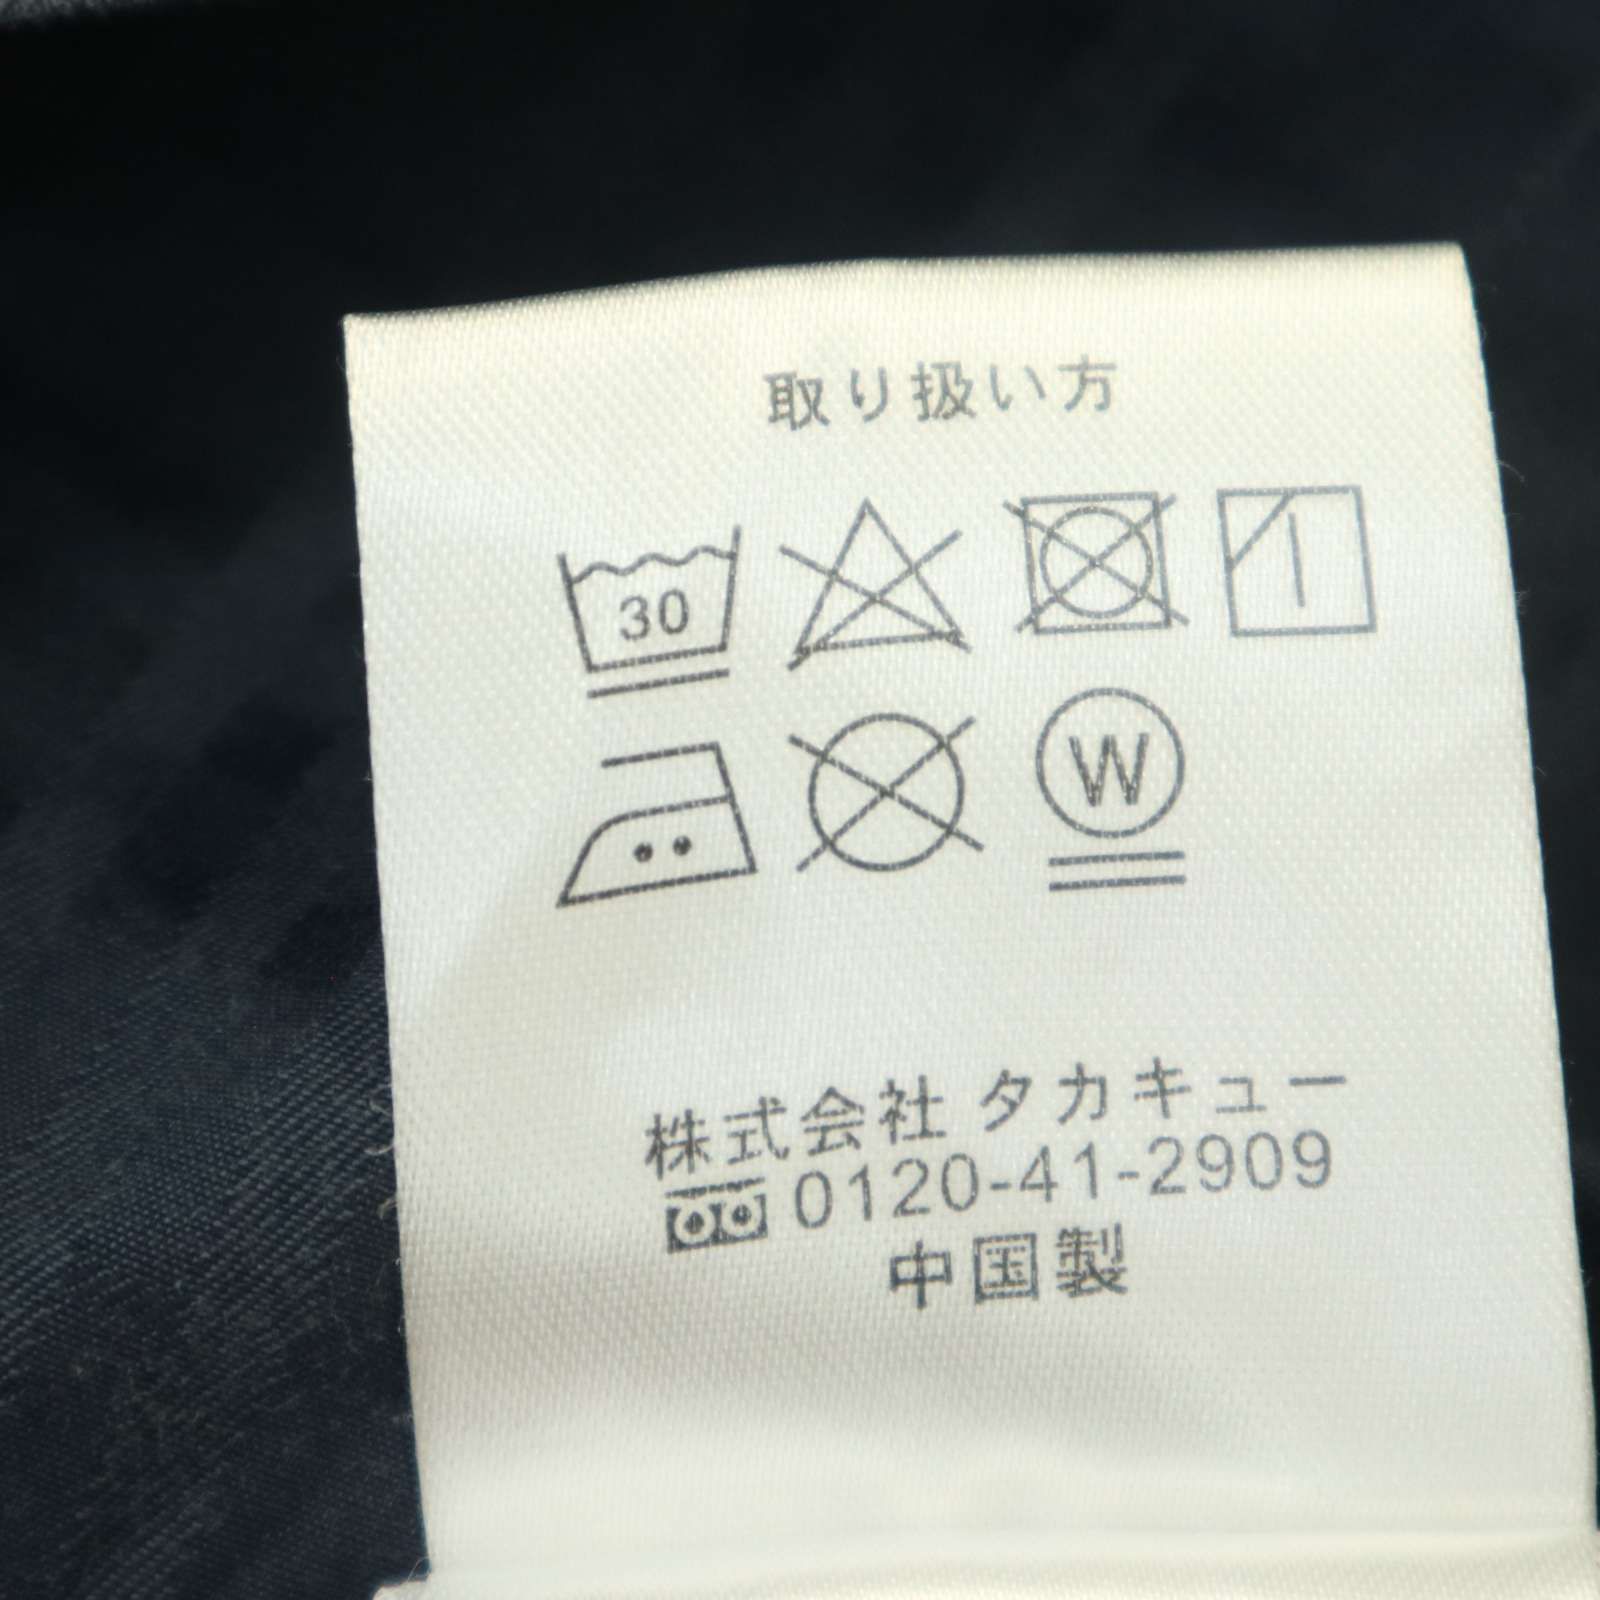 取り扱い方
30
W
株式会社 タカキュー
0120-41-2909
中国製